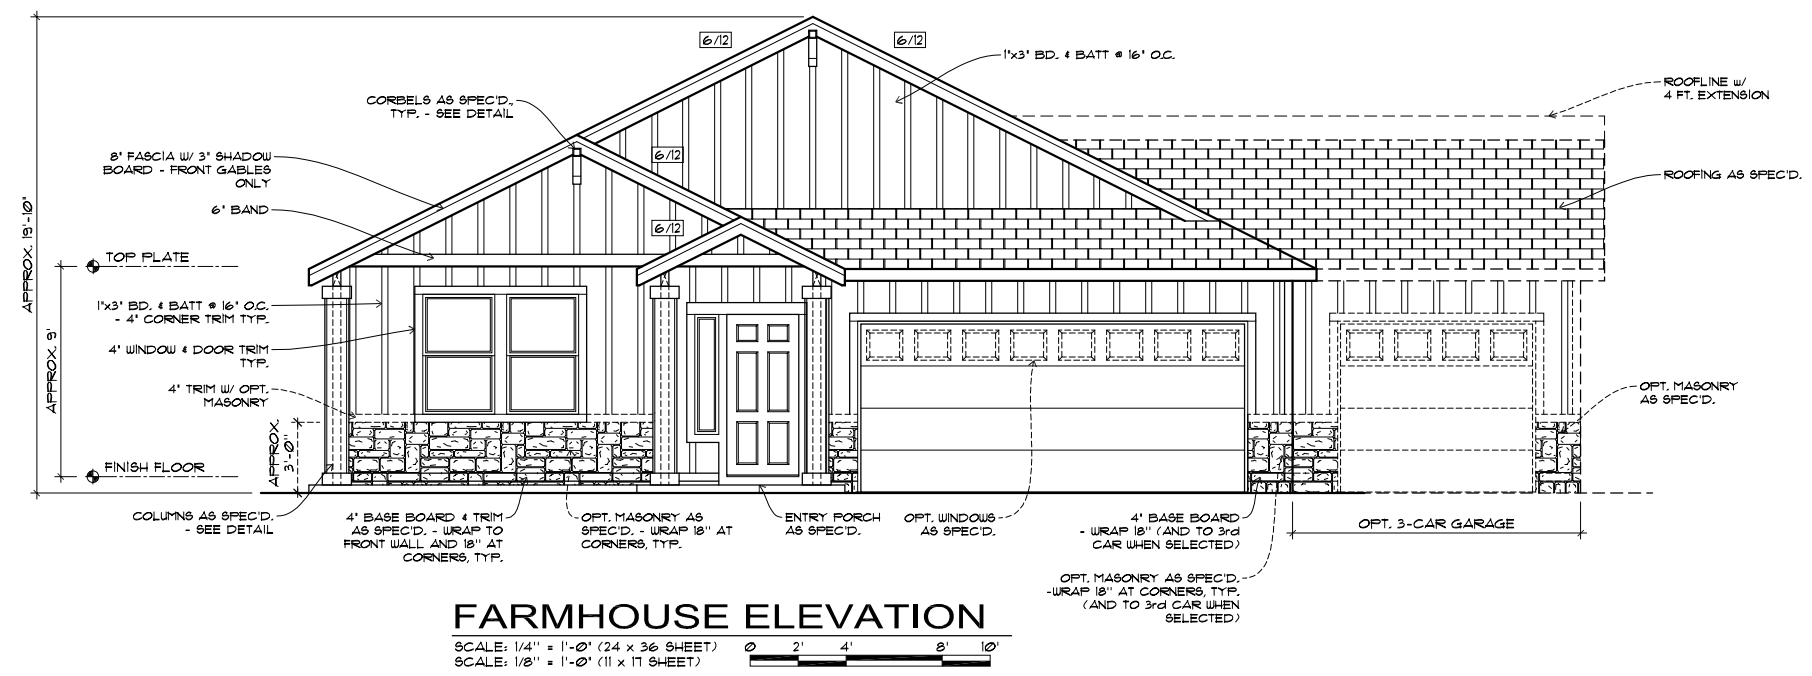 6/12
6/12
1"x3" BD. & BATT @ 16" O.C.
ROOFLINE w/
4 FT. EXTENSION
CORBELS AS SPEC'D.,
TYP. - SEE DETAIL
8" FASCIA W/ 3" SHADOW
BOARD - FRONT GABLES
ONLY
6/12
ROOFING AS SPEC'D.
6" BAND
6/12
APPROX. 19'-10"
TOP PLATE
1"x3" BD. & BATT @ 16" O.C.
- 4" CORNER TRIM TYP.
APPROX. 9'
4" WINDOW & DOOR TRIM
TYP.
4" TRIM W/ OPT.
MASONRY
OPT. MASONRY
AS SPEC'D.
APPROX.
3'-0"
FINISH FLOOR
COLUMNS AS SPEC'D.
- SEE DETAIL
4" BASE BOARD & TRIM
AS SPEC'D. - WRAP TO
FRONT WALL AND 18" AT
CORNERS, TYP.
OPT. MASONRY AS
SPEC'D. - WRAP 18" AT
CORNERS, TYP.
ENTRY PORCH
AS SPEC'D.
OPT. WINDOWS
AS SPEC'D.
4" BASE BOARD
- WRAP 18" (AND TO 3rd
CAR WHEN SELECTED)
OPT. 3-CAR GARAGE
OPT. MASONRY AS SPEC'D.
-WRAP 18" AT CORNERS, TYP.
(AND TO 3rd CAR WHEN
SELECTED)
FARMHOUSE ELEVATION
SCALE: 1/4" = 1'-0" (24 x 36 SHEET)
SCALE: 1/8" = 1'-0" (11 x 17 SHEET)
0 2' 4' 8' 10'